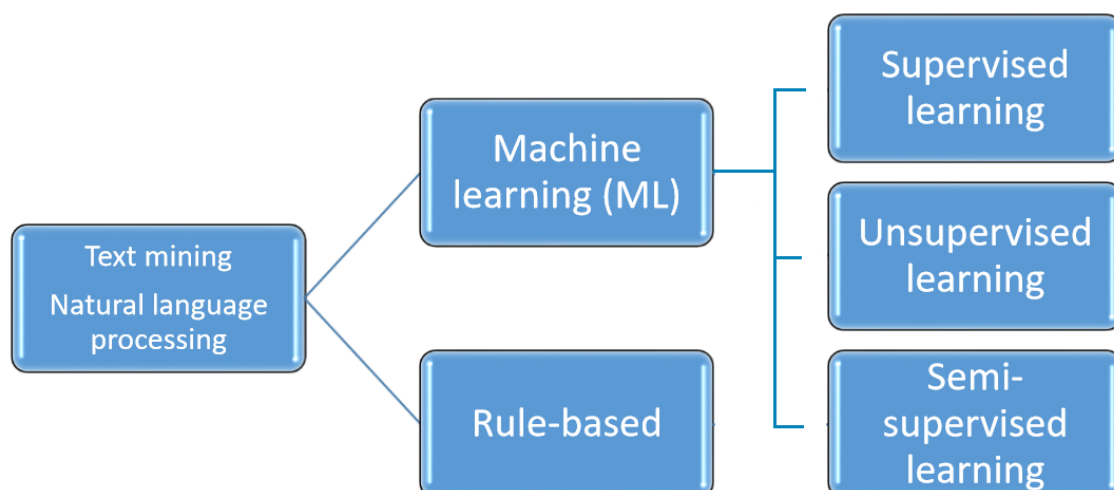 Text mining
Natural language
processing
Machine
learning (ML)
Rule-based
Supervised
learning
Unsupervised
learning
Semi-
supervised
learning